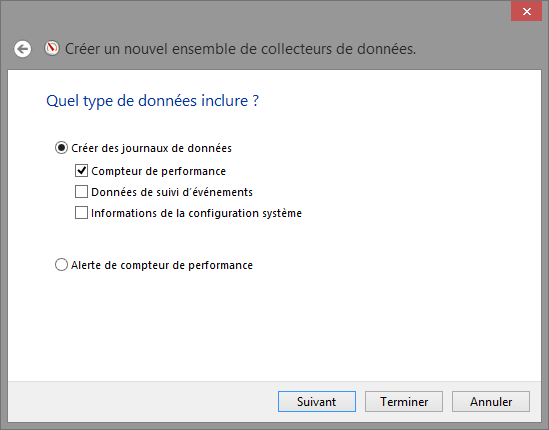 Créer un nouvel ensemble de collecteurs de données.
Quel type de données inclure ?
Créer des journaux de données
Compteur de performance
Données de suivi d'événements
Informations de la configuration système
Alerte de compteur de performance
Suivant
Terminer
Annuler